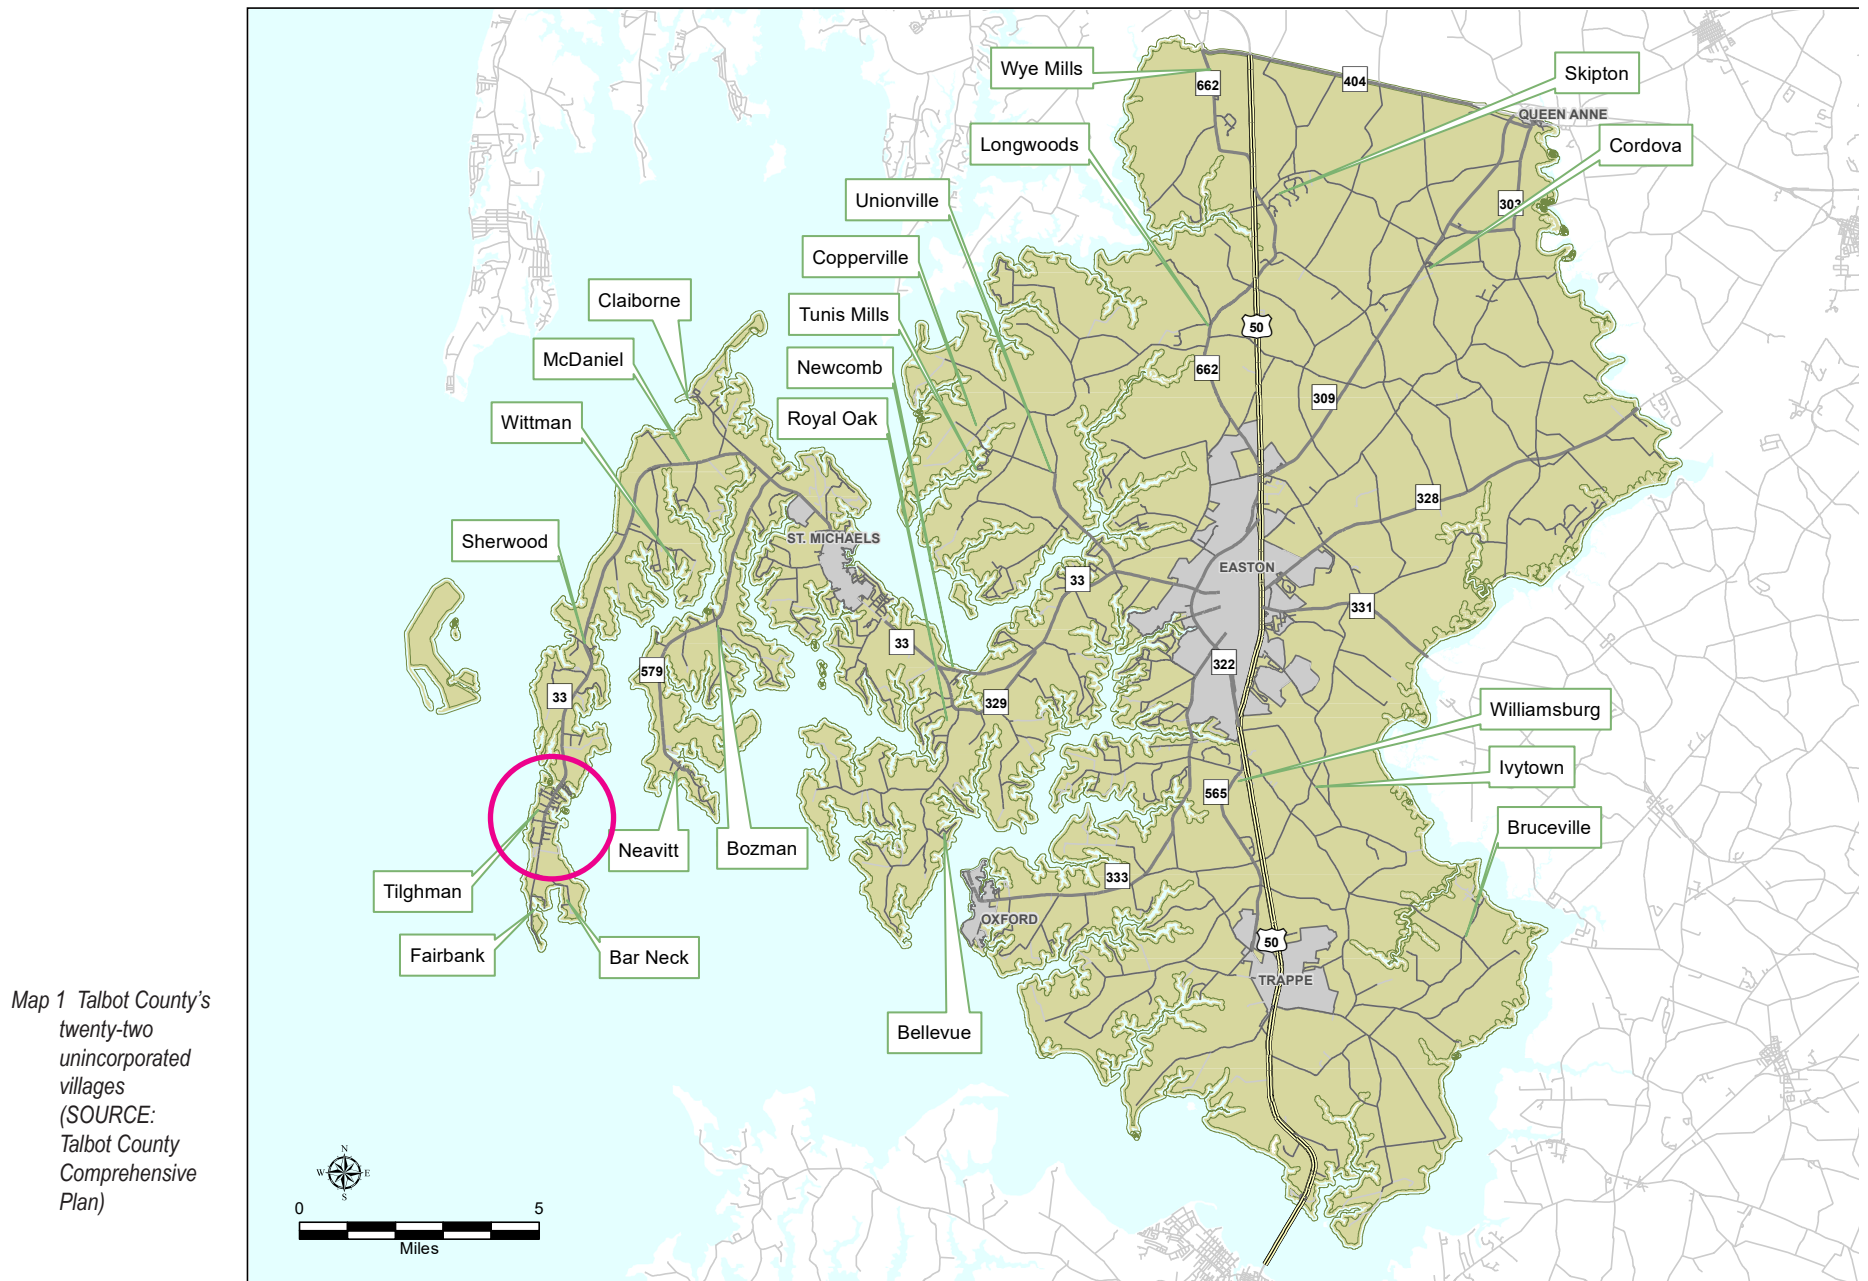 Wye Mills
Skipton
404
662
QUEEN ANNE
Longwoods
Cordova
Unionville
303
Copperville
Claiborne
Tunis Mills
50
McDaniel
Newcomb
662
309
Royal Oak
Wittman
328
Sherwood
ST. MICHAELS
EASTON
33
331
33
579
322
33
329
Williamsburg
Ivytown
565
Bruceville
Neavitt
Bozman
333
Tilghman
OXFORD
50
Fairbank
Bar Neck
TRAPPE
Bellevue
Map 1 Talbot County's
twenty-two
unincorporated
villages
(SOURCE:
Talbot County
Comprehensive
Plan)
N
W E
S
0 5
Miles